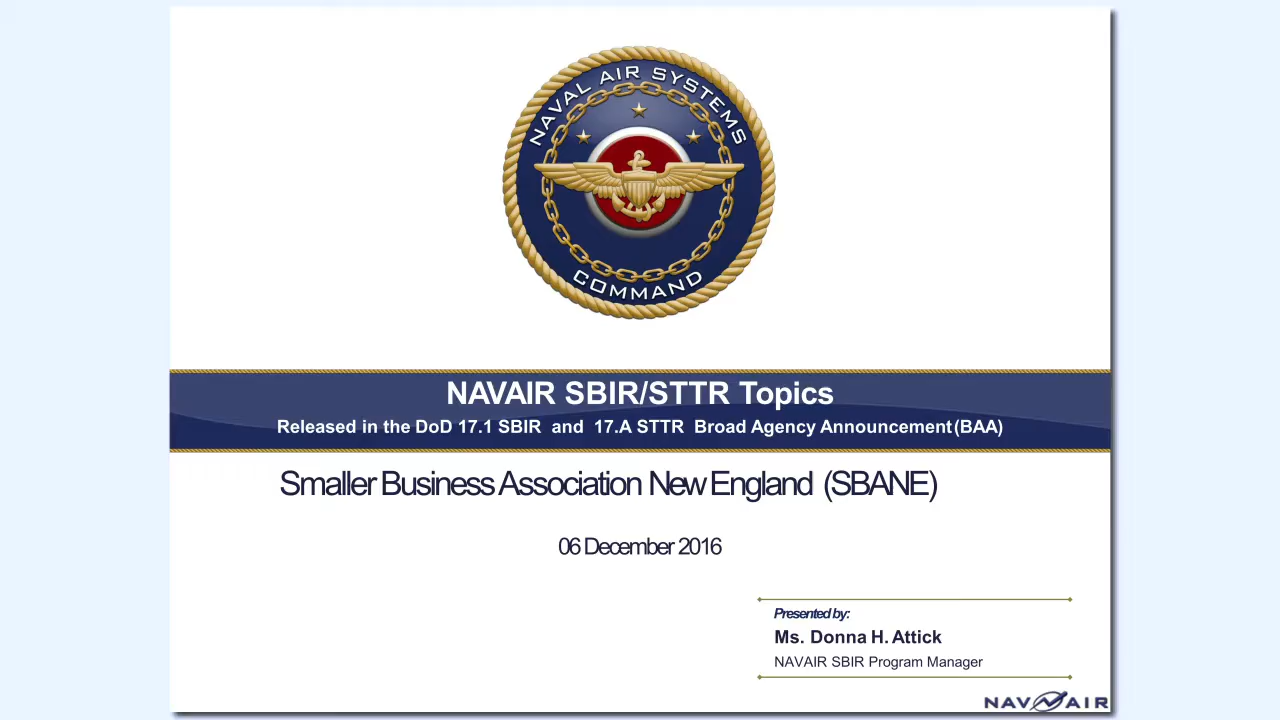 NAVAL AIR SYSTEMS
COMMAND
NAVAIR SBIR/STTR Topics
Released in the DoD 17.1 SBIR and 17.A STTR Broad Agency Announcement (BAA)
Smaller Business Association New England (SBANE)
06 December 2016
Presented by:
Ms. Donna H. Attick
NAVAIR SBIR Program Manager
NAVAIR